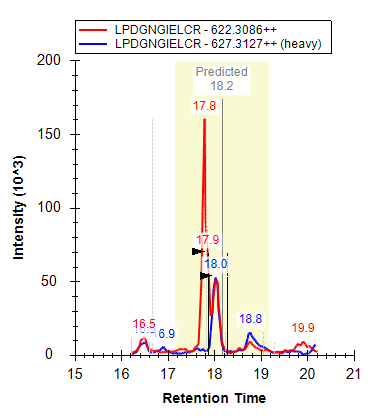 LPDGNGIELCR - 622.3086++
LPDGNGIELCR - 627.3127++ (heavy)
200
Predicted
18.2
17.8
150
Intensity (10^3)
100
17.9
18.0
50
16.5
6.9
18.8
19.9
0
15 16 17 18 19 20 21
Retention Time